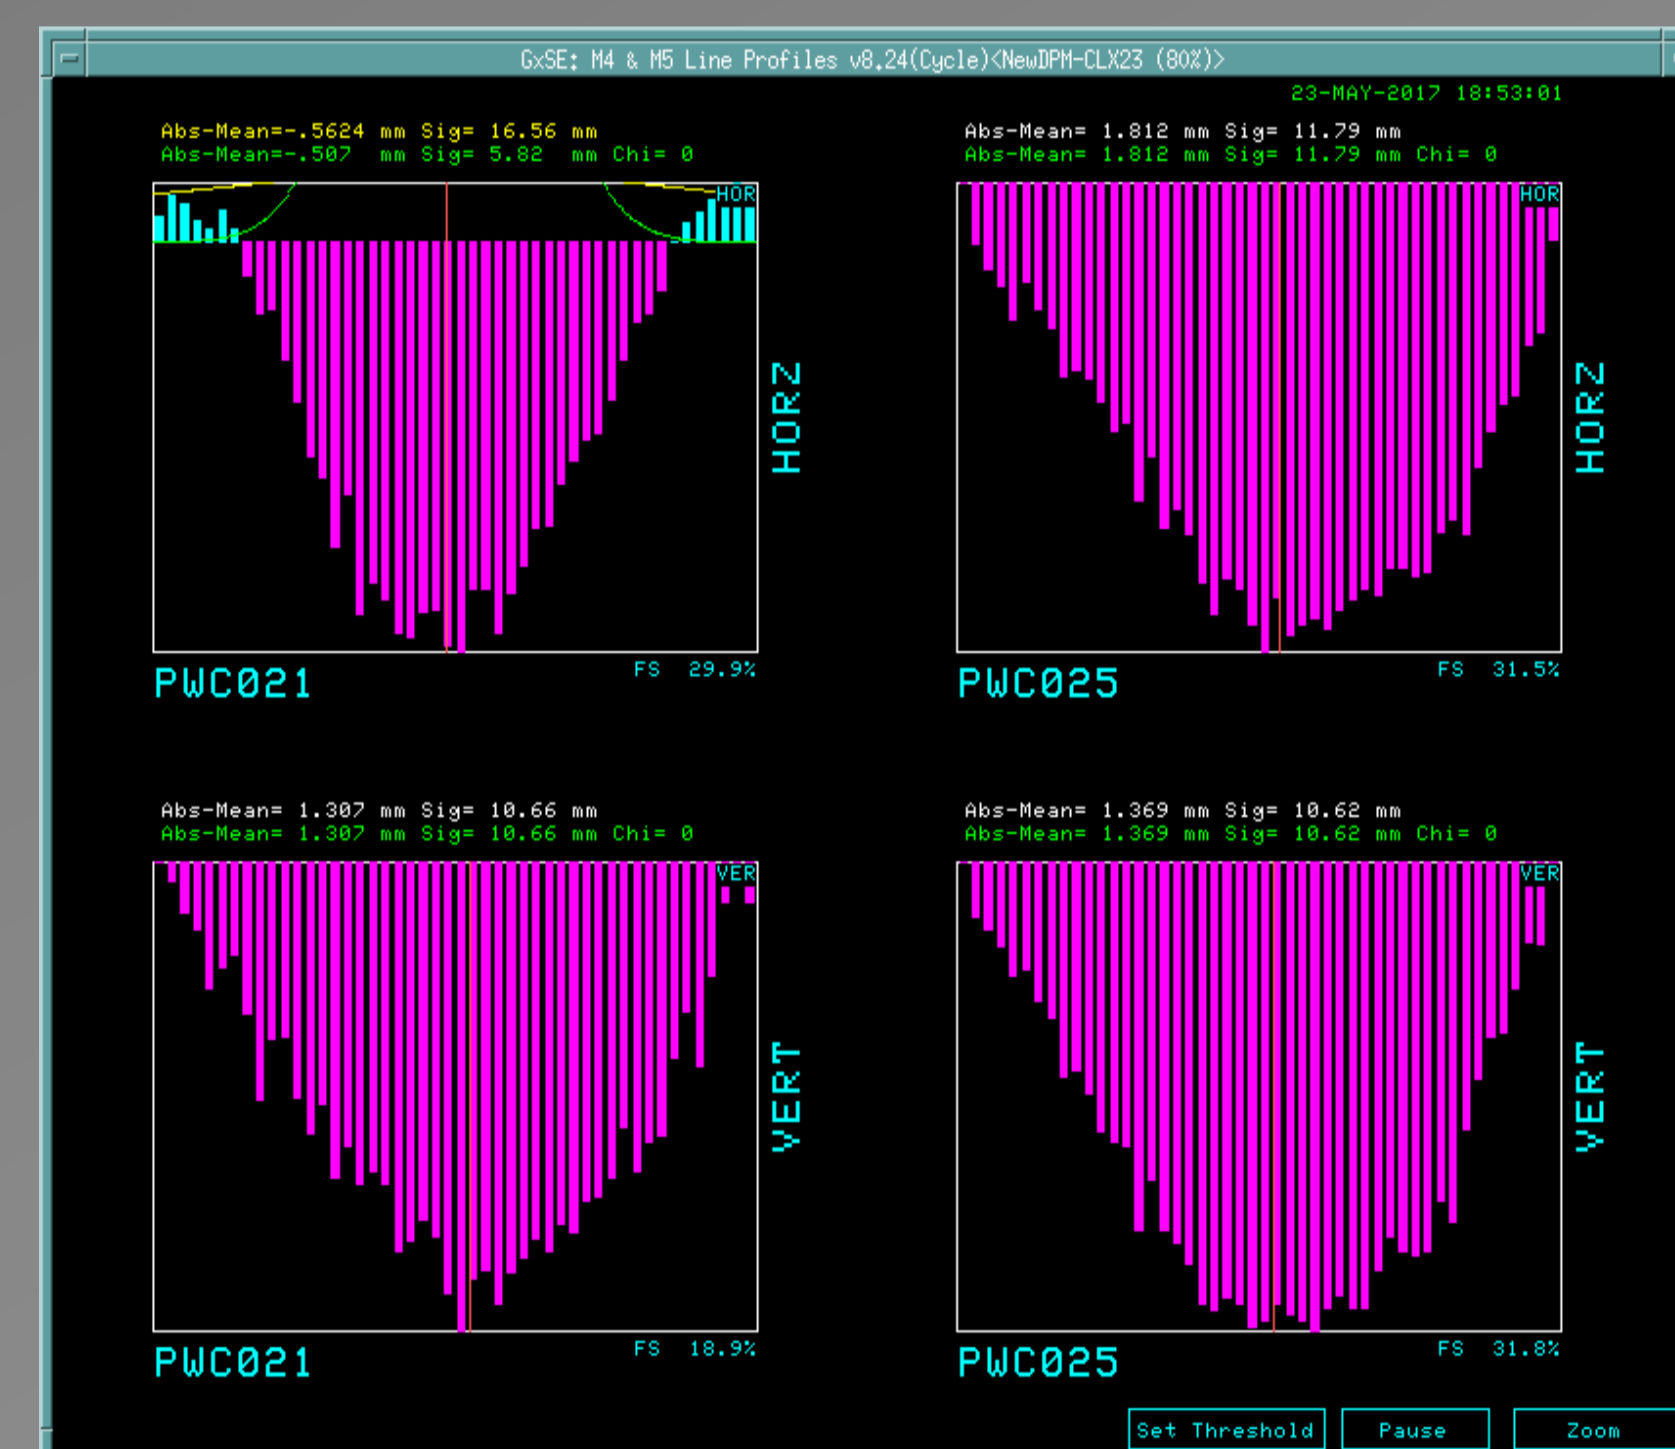 GxSE: M4 & M5 Line Profiles v8.24(Cycle)<NewDPM-CLX23 (80%)>
23-MAY-2017 18:53:01
Abs-Mean=-.5624 mm Sig= 16.56 mm
Abs-Mean=-.507 mm Sig= 5.82 mm Chi= 0
Abs-Mean= 1.812 mm Sig= 11.79 mm
Abs-Mean= 1.812 mm Sig= 11.79 mm Chi= 0
HOR
HORZ
HOR
HORZ
PWC021
FS 29.9%
PWC025
FS 31.5%
Abs-Mean= 1.307 mm Sig= 10.66 mm
Abs-Mean= 1.307 mm Sig= 10.66 mm Chi= 0
Abs-Mean= 1.369 mm Sig= 10.62 mm
Abs-Mean= 1.369 mm Sig= 10.62 mm Chi= 0
VER
VERT
VER
VERT
PWC021
FS 18.9%
PWC025
FS 31.8%
Set Threshold
Pause
Zoom